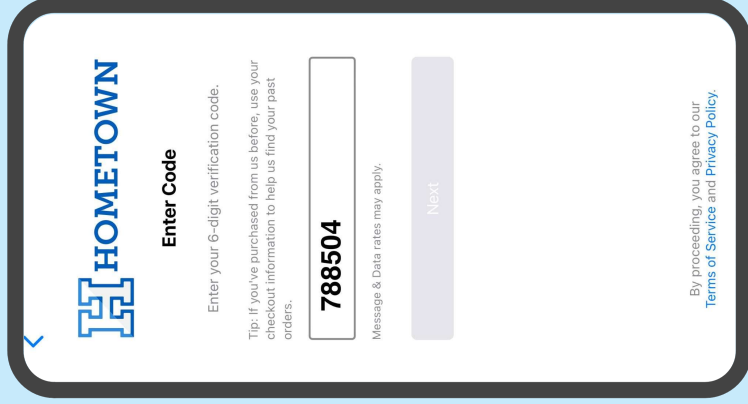 HOMETOWN
Enter Code
Enter your 6-digit verification code.
Tip: If you've purchased from us before, use your
checkout information to help us find your past
orders.
788504
Message & Data rates may apply.
Next
By proceeding, you agree to our
Terms of Service and Privacy Policy.